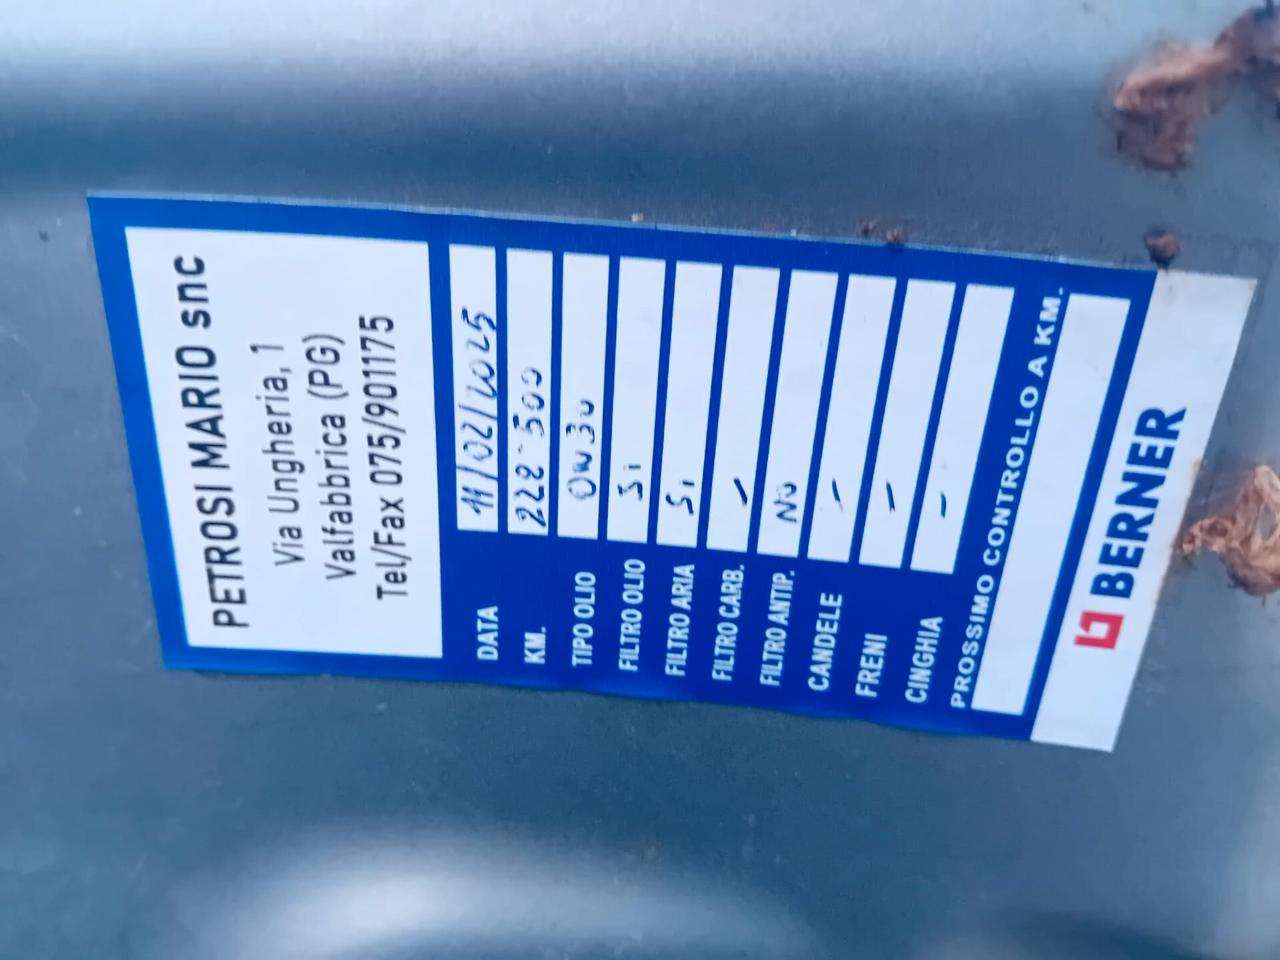 PETROSI MARIO snc
Via Ungheria, 1
Valfabbrica (PG)
Tel/Fax 075/901175
DATA 11/02/2025
KM. 228-500
TIPO OLIO 0W30
FILTRO OLIO Si
FILTRO ARIA Si
FILTRO CARB. -
FILTRO ANTIP. NO
CANDELE -
FRENI -
CINGHIA -
PROSSIMO CONTROLLO A KM.
BERNER